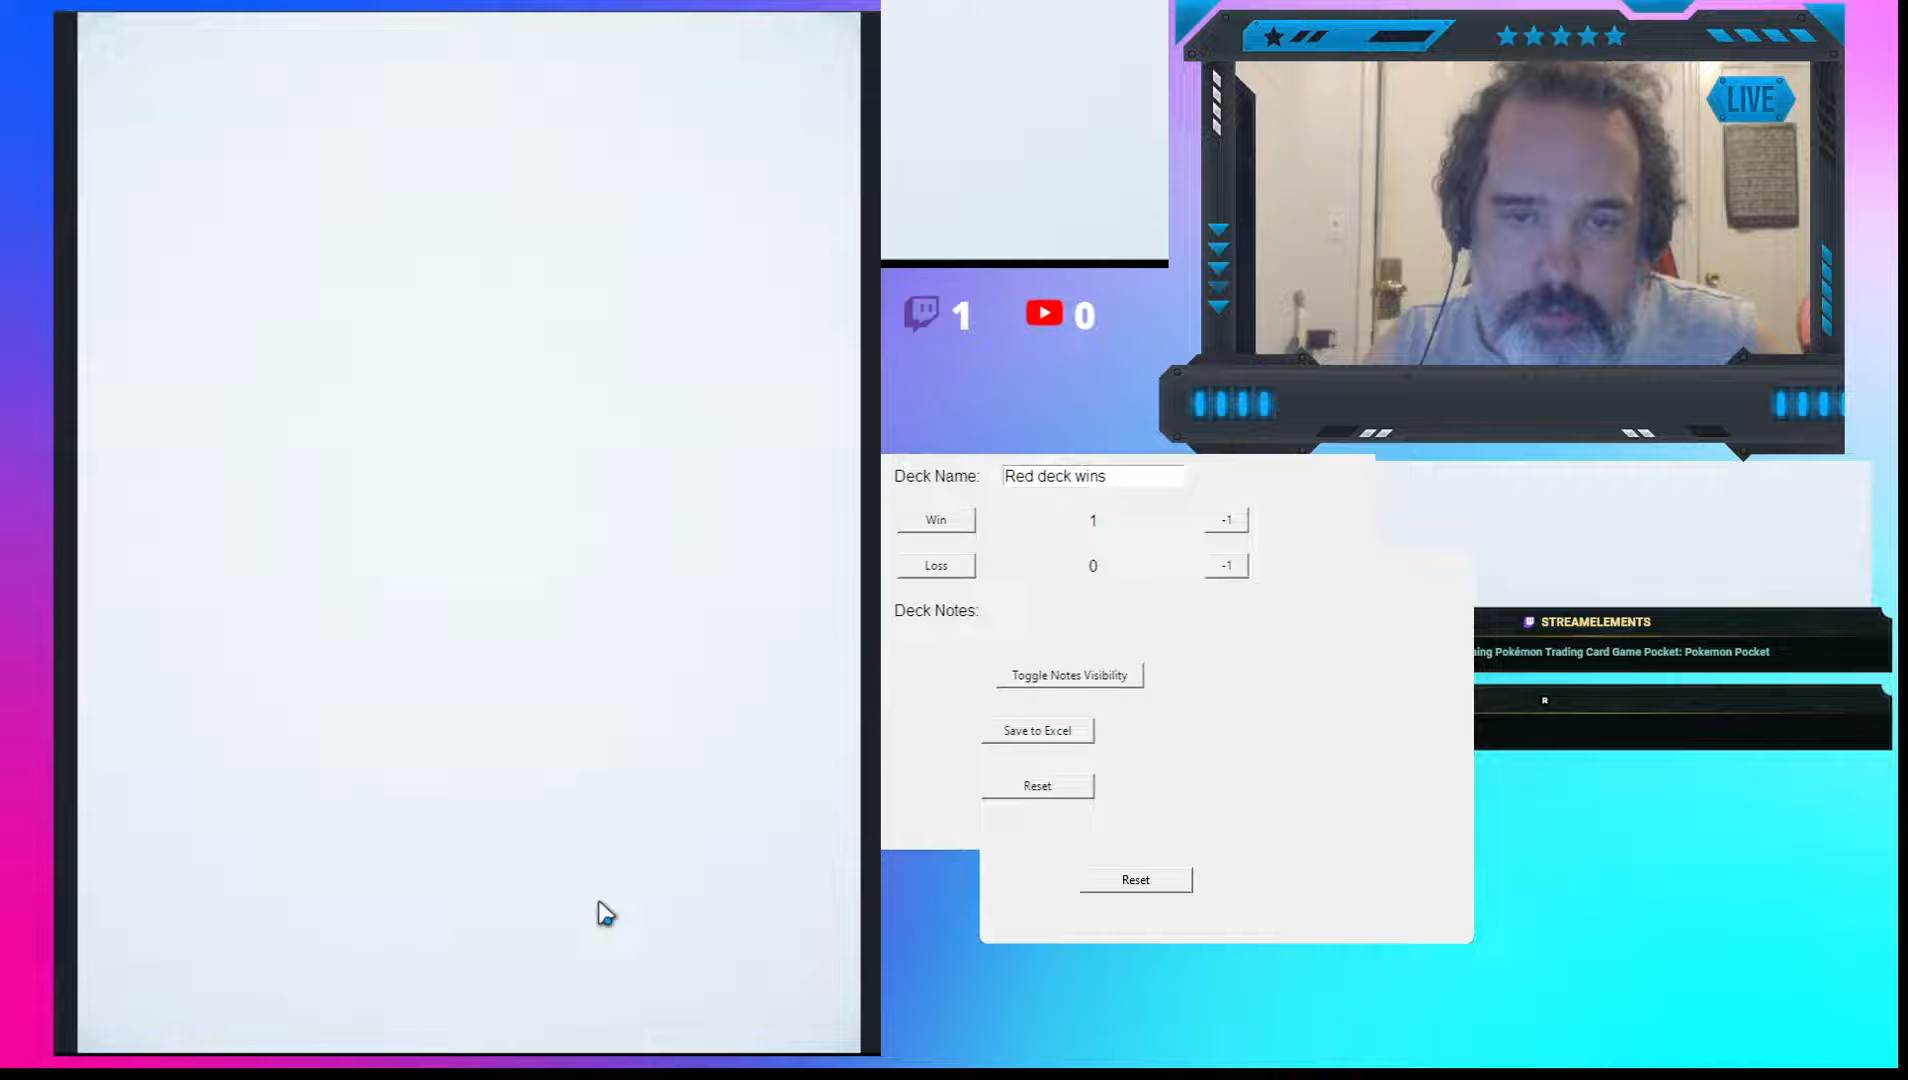 LIVE
1
0
Deck Name: Red deck wins
Win 1 -1
Loss 0 -1
Deck Notes:
Toggle Notes Visibility
Save to Excel
Reset
Reset
STREAMELEMENTS
ing Pokémon Trading Card Game Pocket: Pokemon Pocket
R